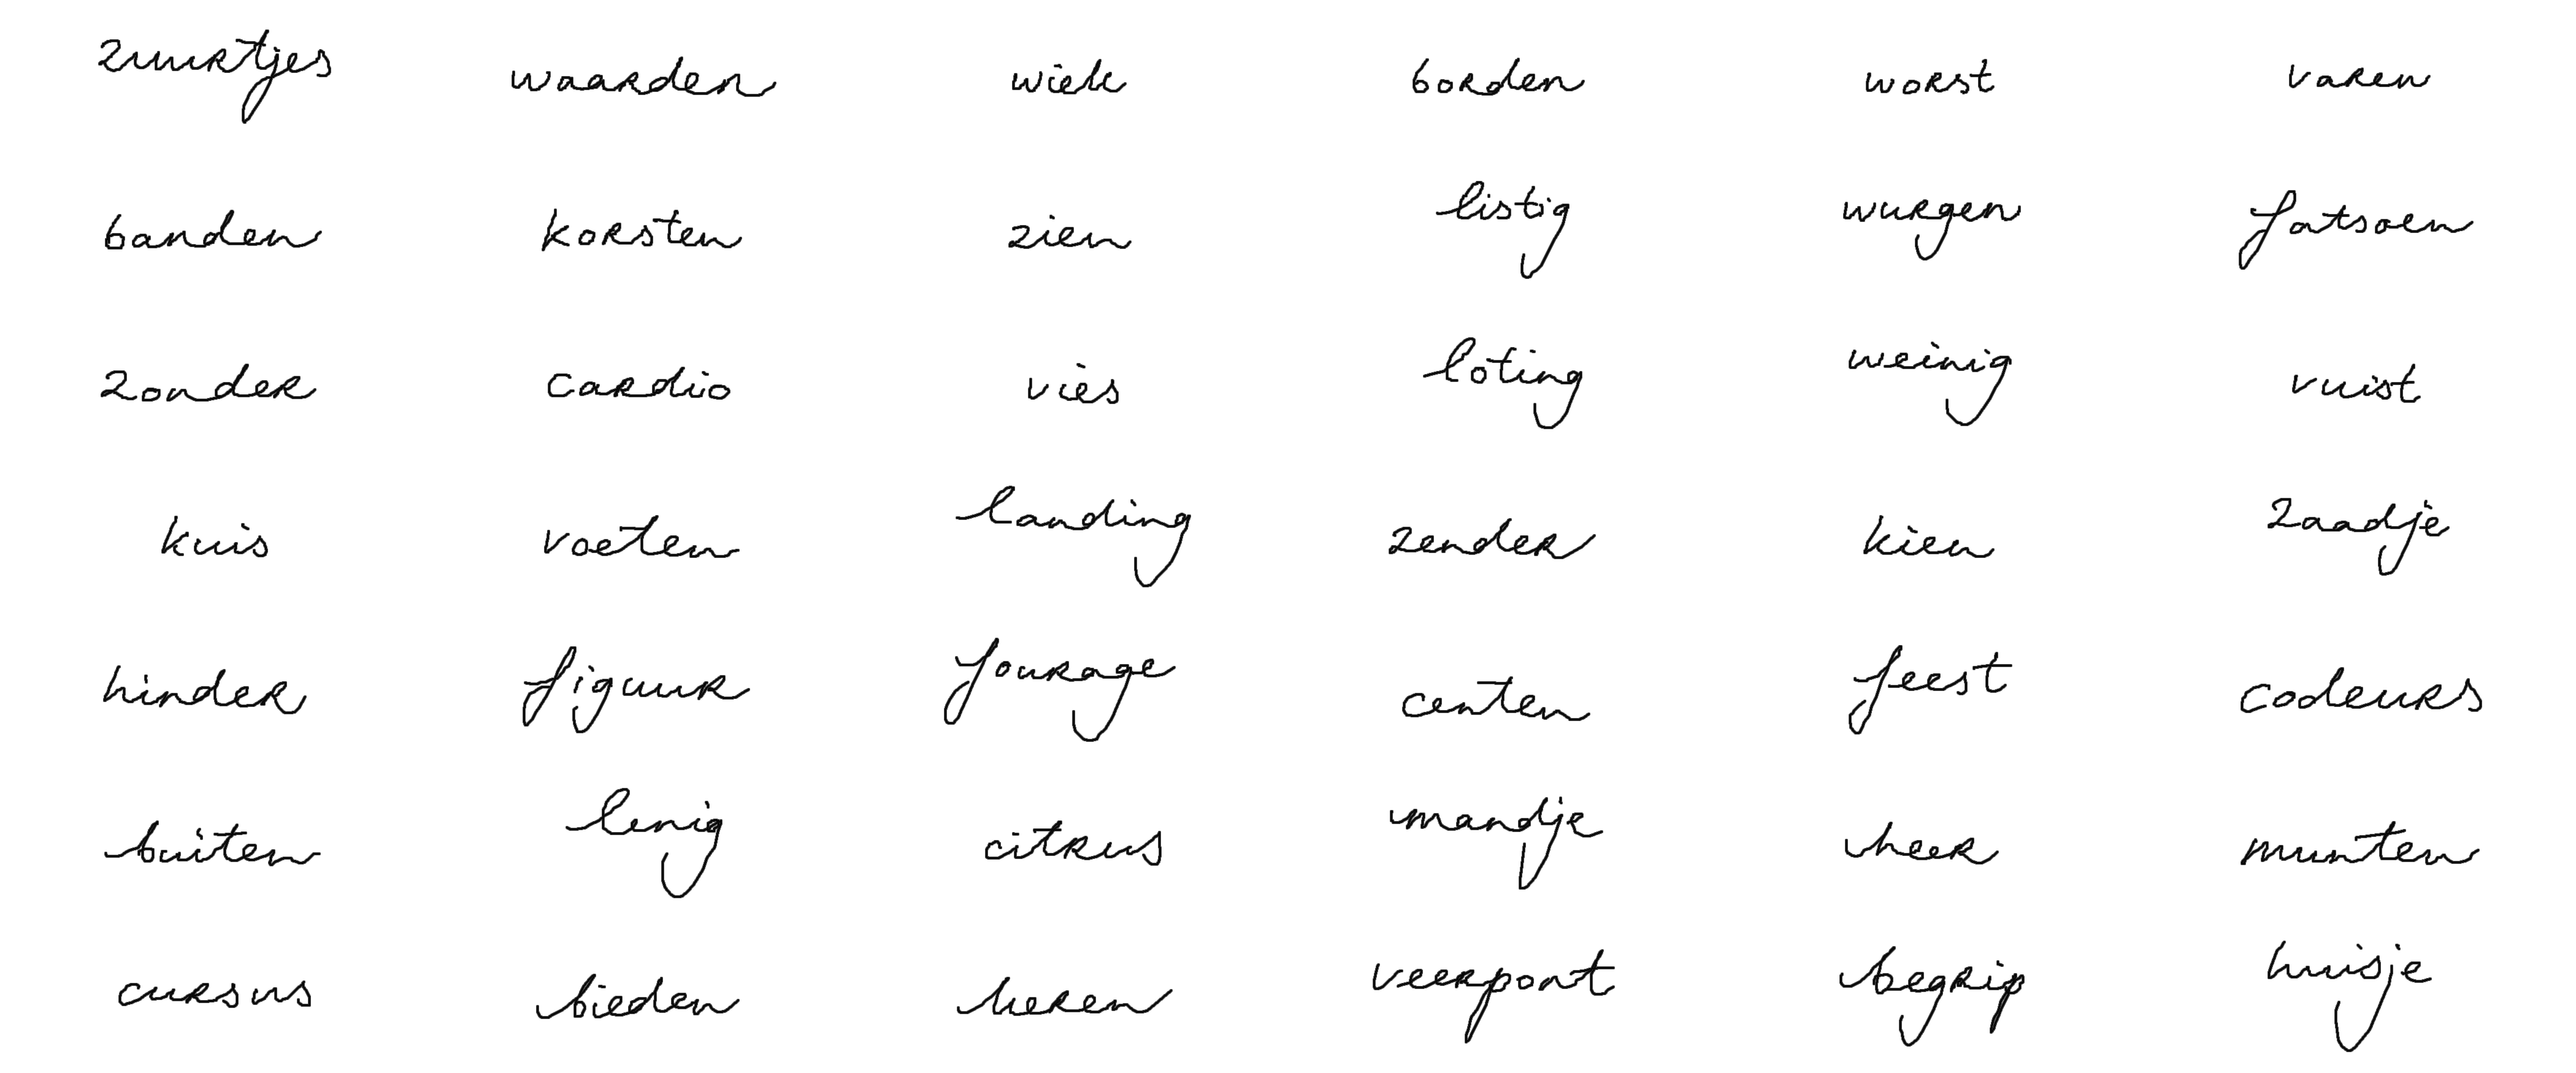 zuurtjes waarden wiek borden worst varen
banden korsten zien listig wurgen fatsoen
zonder cardio vies loting weinig vuist
kuis voeten landing zender kien zaadje
hinder figuur fourage centen feest codeurs
buiten lenig citrus mandje heer munten
cursus bieden heren veerpont begrip huisje